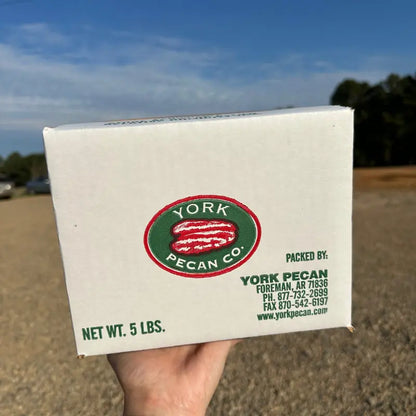 YORK
PECAN CO.
PACKED BY:
YORK PECAN
FOREMAN, AR 71836
PH. 877-732-2699
FAX 870-542-6197
www.yorkpecan.com
NET WT. 5 LBS.